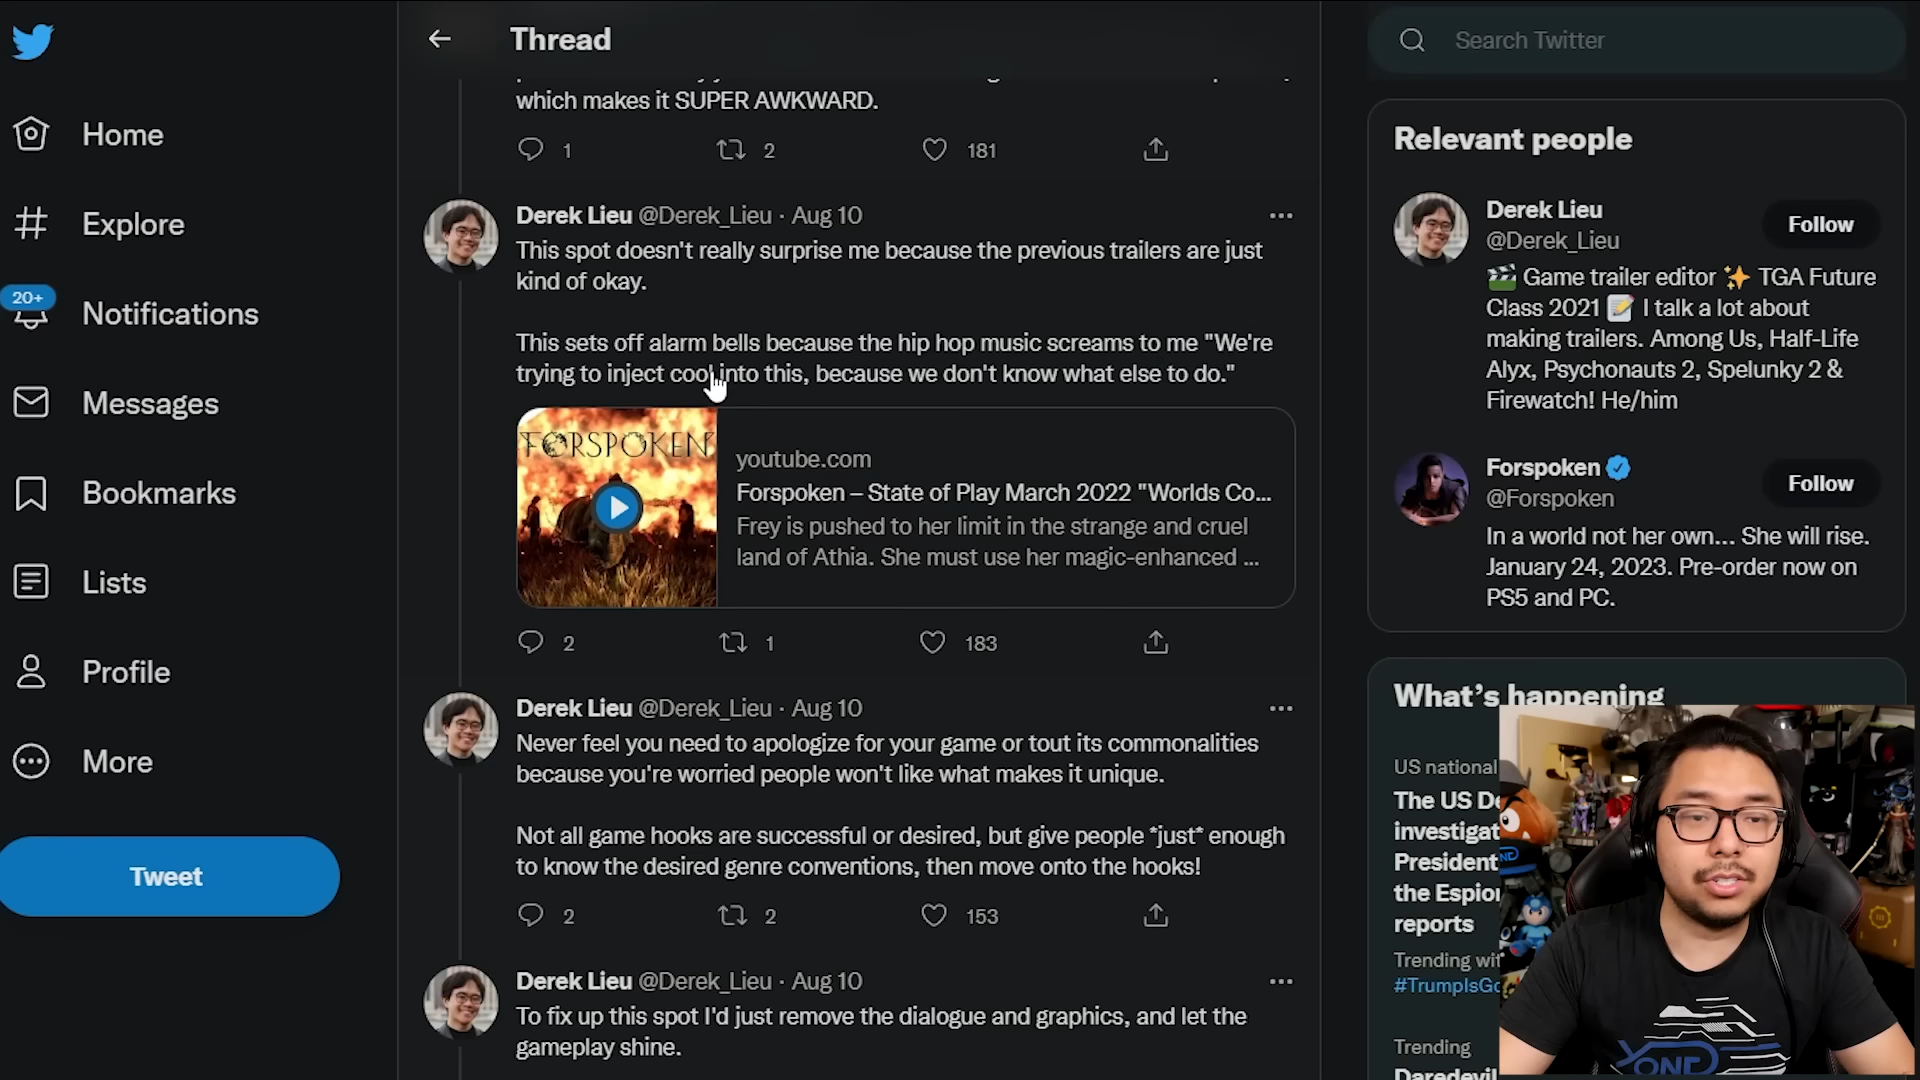 Home
Explore
20+
Notifications
Messages
Bookmarks
Lists
Profile
More
Tweet
Thread
which makes it SUPER AWKWARD.
1 2 181
Derek Lieu @Derek_Lieu · Aug 10
This spot doesn't really surprise me because the previous trailers are just
kind of okay.
This sets off alarm bells because the hip hop music screams to me "We're
trying to inject cool into this, because we don't know what else to do."
FORSPOKEN
youtube.com
Forspoken – State of Play March 2022 "Worlds Co...
Frey is pushed to her limit in the strange and cruel
land of Athia. She must use her magic-enhanced ...
2 1 183
Derek Lieu @Derek_Lieu · Aug 10
Never feel you need to apologize for your game or tout its commonalities
because you're worried people won't like what makes it unique.
Not all game hooks are successful or desired, but give people *just* enough
to know the desired genre conventions, then move onto the hooks!
2 2 153
Derek Lieu @Derek_Lieu · Aug 10
To fix up this spot I'd just remove the dialogue and graphics, and let the
gameplay shine.
Search Twitter
Relevant people
Derek Lieu
@Derek_Lieu
Follow
🎬 Game trailer editor ✨ TGA Future
Class 2021 📝 I talk a lot about
making trailers. Among Us, Half-Life
Alyx, Psychonauts 2, Spelunky 2 &
Firewatch! He/him
Forspoken
@Forspoken
Follow
In a world not her own... She will rise.
January 24, 2023. Pre-order now on
PS5 and PC.
What's happening
US national
The US De
investigat
President
the Espion
reports
Trending wit
#TrumpIsGo
Trending
Daredevil
YONG